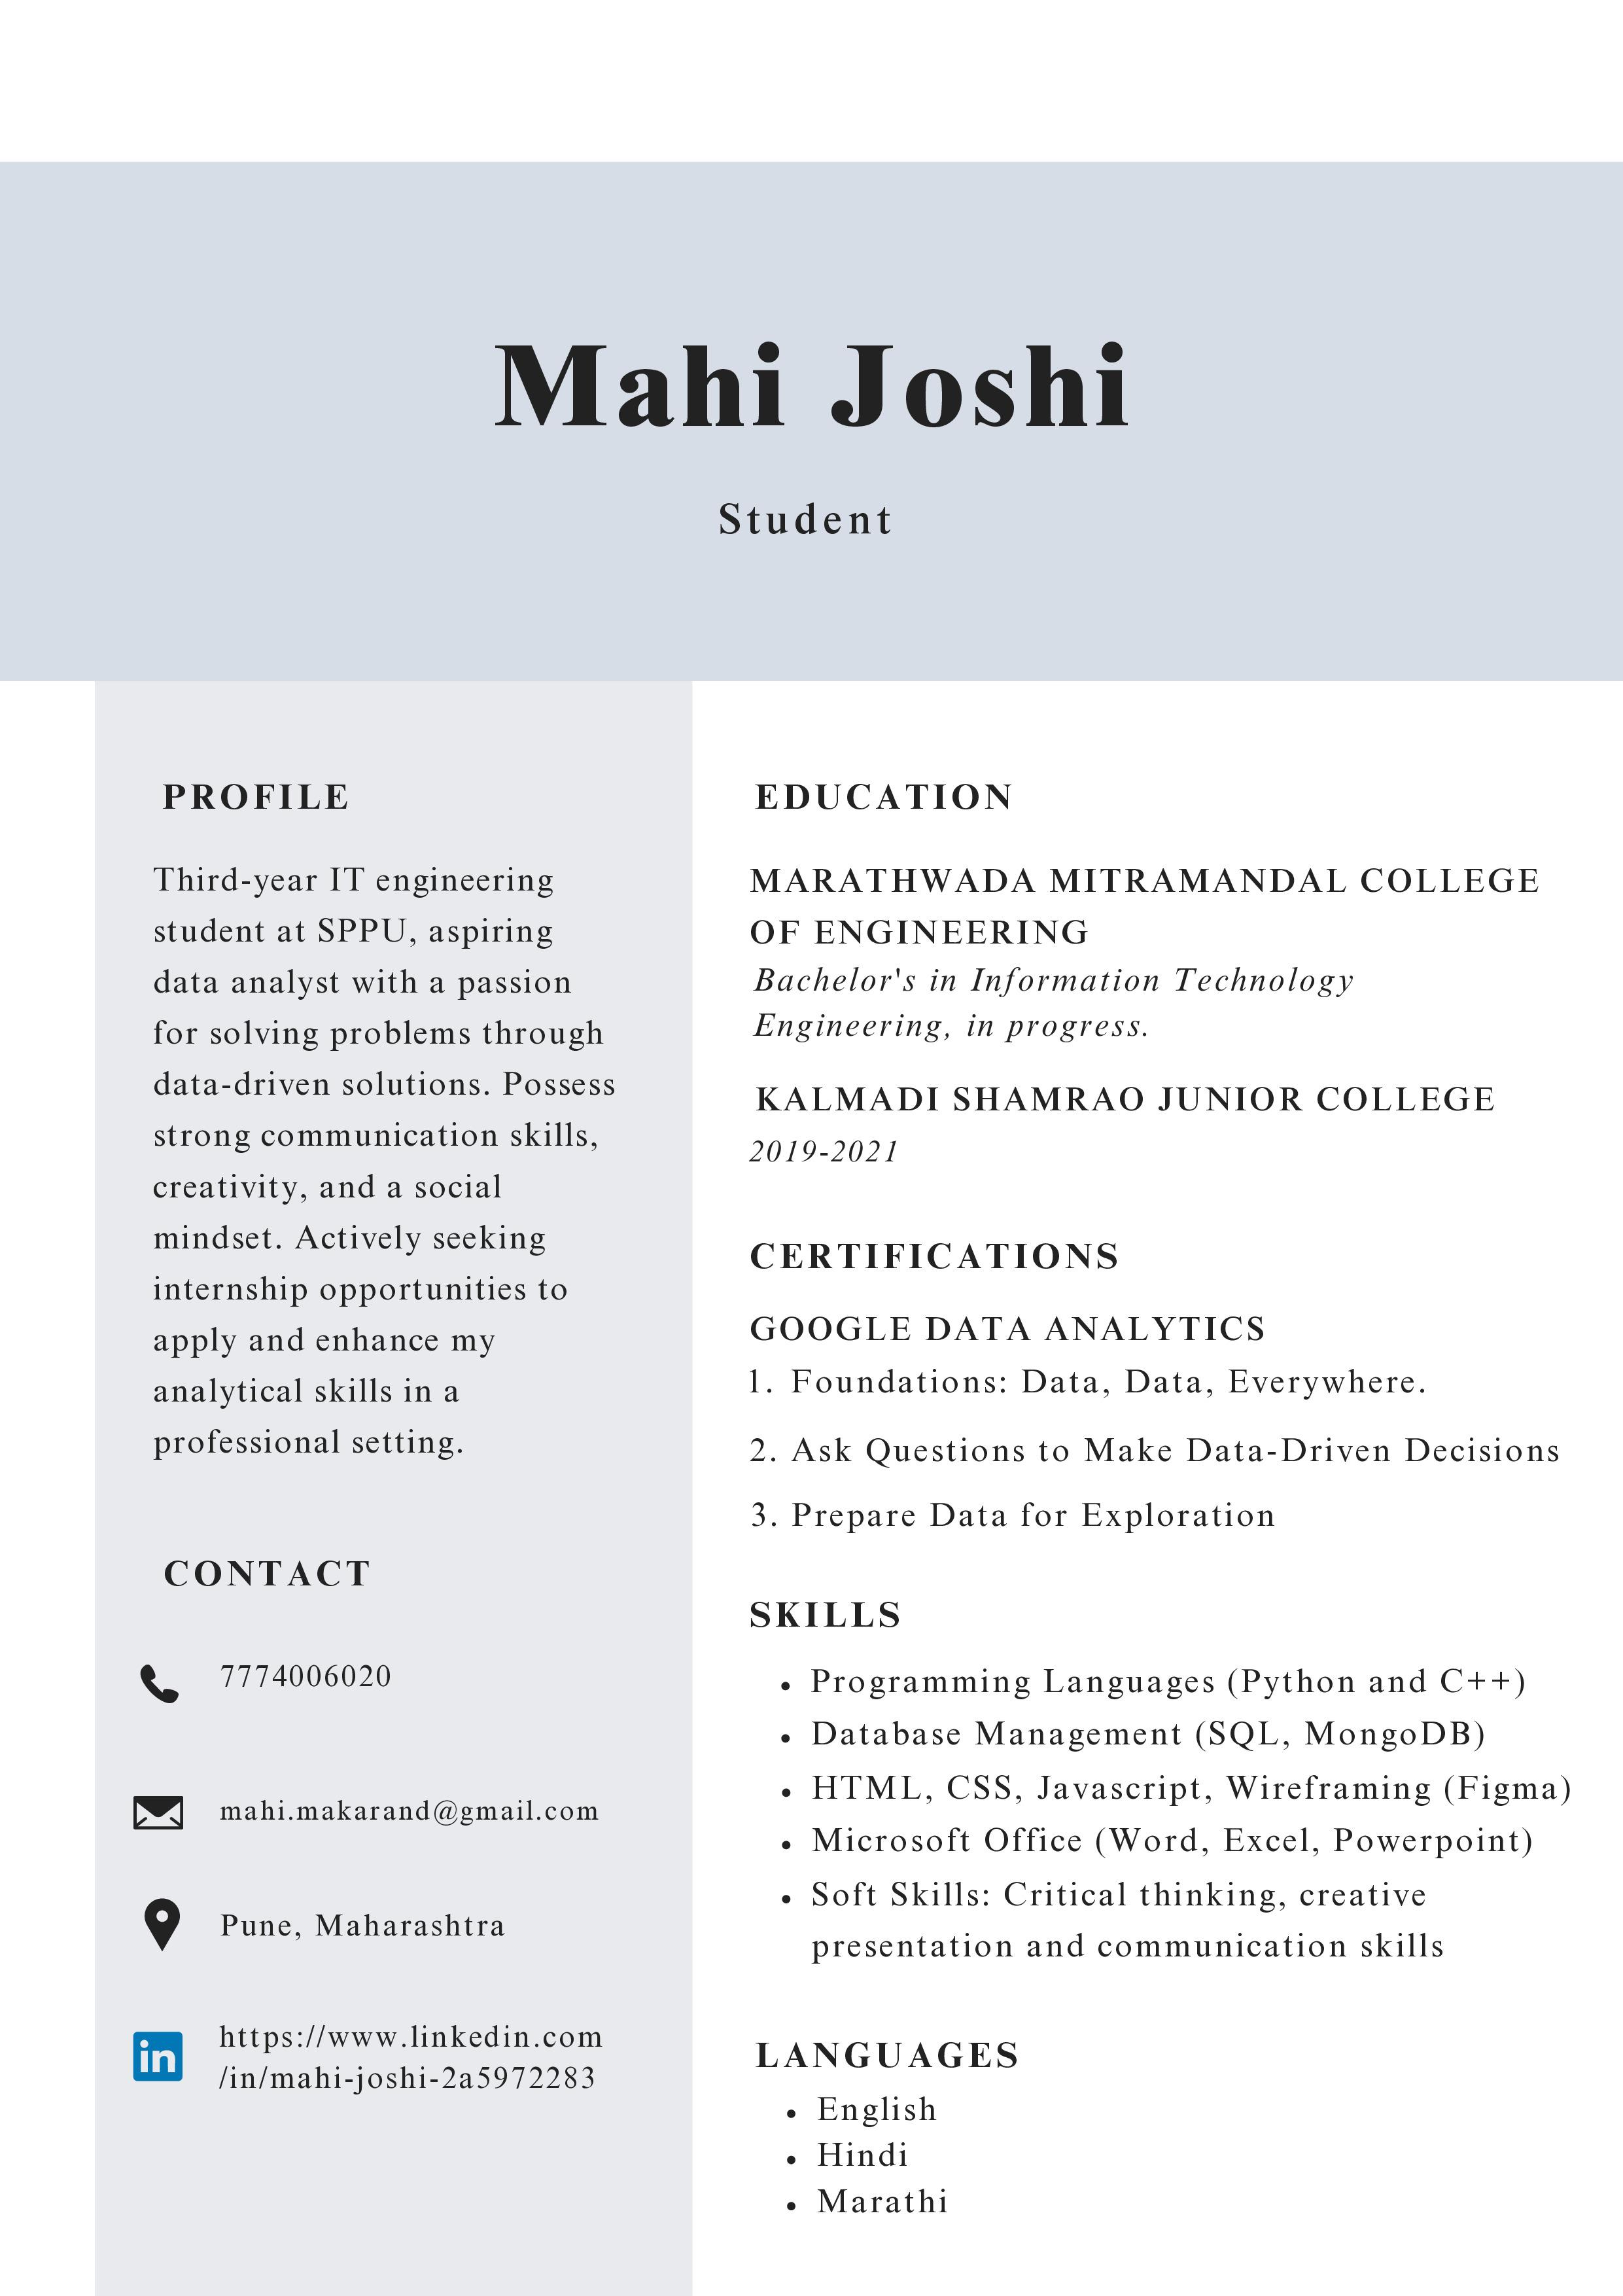 Mahi Joshi
Student
PROFILE
Third-year IT engineering
student at SPPU, aspiring
data analyst with a passion
for solving problems through
data-driven solutions. Possess
strong communication skills,
creativity, and a social
mindset. Actively seeking
internship opportunities to
apply and enhance my
analytical skills in a
professional setting.
CONTACT
7774006020
mahi.makarand@gmail.com
Pune, Maharashtra
in
https://www.linkedin.com
/in/mahi-joshi-2a5972283
EDUCATION
MARATHWADA MITRAMANDAL COLLEGE
OF ENGINEERING
Bachelor's in Information Technology
Engineering, in progress.
KALMADI SHAMRAO JUNIOR COLLEGE
2019-2021
CERTIFICATIONS
GOOGLE DATA ANALYTICS
1. Foundations: Data, Data, Everywhere.
2. Ask Questions to Make Data-Driven Decisions
3. Prepare Data for Exploration
SKILLS
• Programming Languages (Python and C++)
• Database Management (SQL, MongoDB)
• HTML, CSS, Javascript, Wireframing (Figma)
• Microsoft Office (Word, Excel, Powerpoint)
• Soft Skills: Critical thinking, creative
presentation and communication skills
LANGUAGES
• English
• Hindi
• Marathi